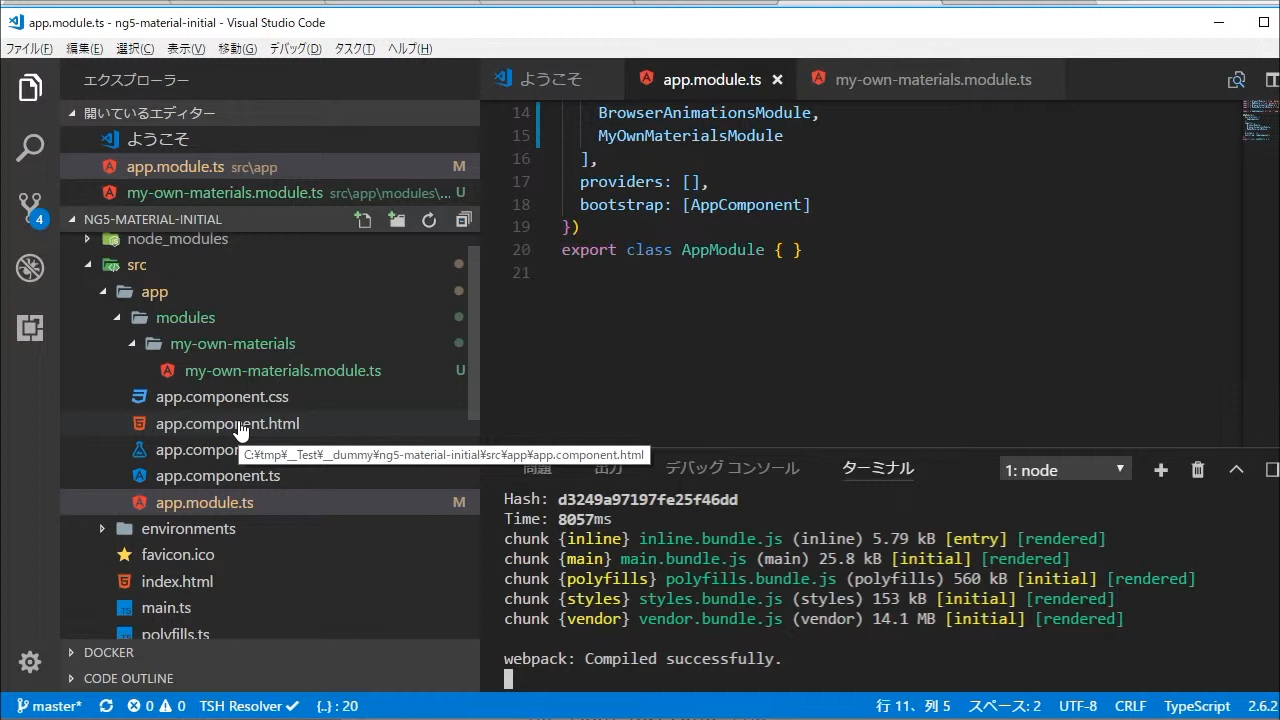 app.module.ts - ng5-material-initial - Visual Studio Code
ファイル(F) 編集(E) 選択(C) 表示(V) 移動(G) デバッグ(D) タスク(T) ヘルプ(H)
エクスプローラー
開いているエディター
ようこそ
app.module.ts src\app M
my-own-materials.module.ts src\app\modules\... U
NG5-MATERIAL-INITIAL
node_modules
src
app
modules
my-own-materials
my-own-materials.module.ts U
app.component.css
app.component.html
app.compon
C:¥tmp¥__Test¥__dummy¥ng5-material-initial¥src¥app¥app.component.html
app.component.ts
app.module.ts M
environments
favicon.ico
index.html
main.ts
polyfills.ts
DOCKER
CODE OUTLINE
4
ようこそ app.module.ts my-own-materials.module.ts
14 BrowserAnimationsModule,
15 MyOwnMaterialsModule
16 ],
17 providers: [],
18 bootstrap: [AppComponent]
19 })
20 export class AppModule { }
21
問題 出力 デバッグ コンソール ターミナル 1: node
Hash: d3249a97197fe25f46dd
Time: 8057ms
chunk {inline} inline.bundle.js (inline) 5.79 kB [entry] [rendered]
chunk {main} main.bundle.js (main) 25.8 kB [initial] [rendered]
chunk {polyfills} polyfills.bundle.js (polyfills) 560 kB [initial] [rendered]
chunk {styles} styles.bundle.js (styles) 153 kB [initial] [rendered]
chunk {vendor} vendor.bundle.js (vendor) 14.1 MB [initial] [rendered]
webpack: Compiled successfully.
master* 0 0 TSH Resolver {..} : 20 行 11、列 5 スペース: 2 UTF-8 CRLF TypeScript 2.6.2